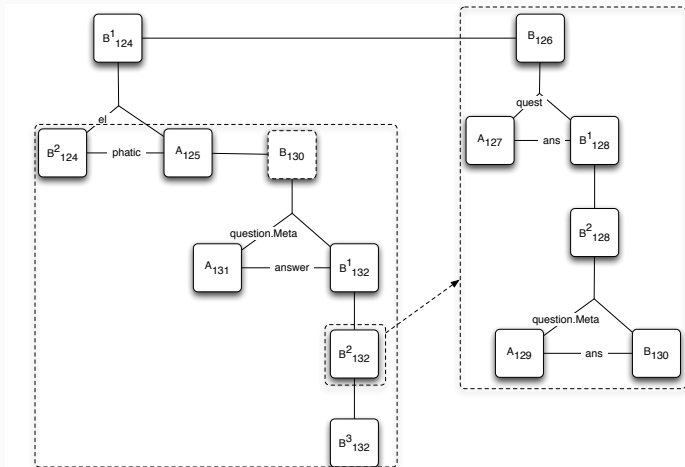 B¹₁₂₄
B₁₂₆
el
quest
B²₁₂₄
phatic
A₁₂₅
B₁₃₀
A₁₂₇
ans
B¹₁₂₈
question.Meta
B²₁₂₈
A₁₃₁
answer
B¹₁₃₂
question.Meta
B²₁₃₂
A₁₂₉
ans
B₁₃₀
B³₁₃₂